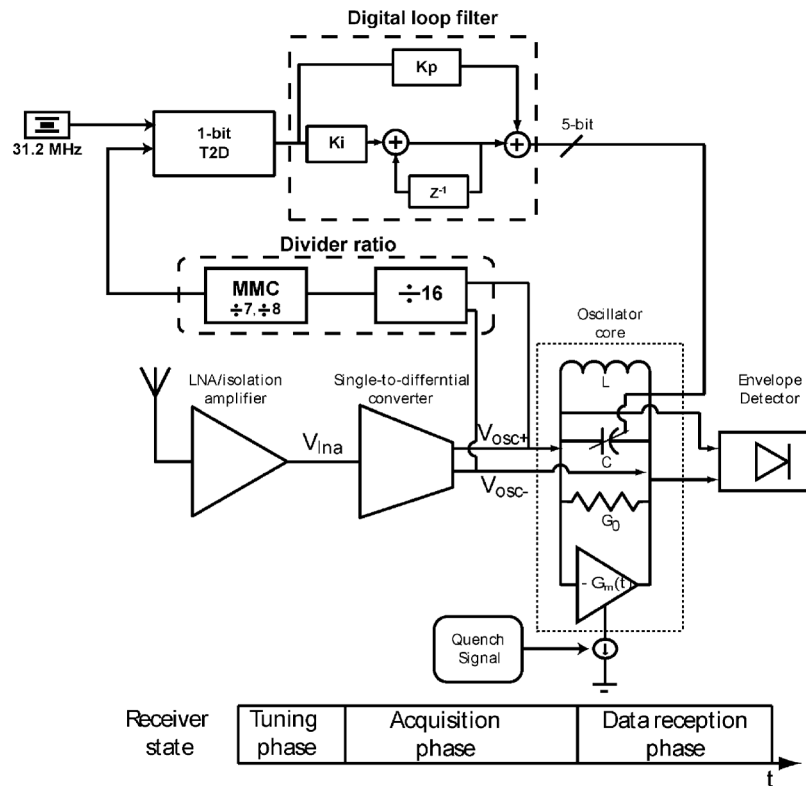 Digital loop filter
Kp
5-bit
31.2 MHz
1-bit
T2D
Ki
+
+
Z-1
Divider ratio
MMC
÷7,÷8
÷16
Oscillator
core
LNA/isolation
amplifier
Single-to-differntial
converter
L
Envelope
Detector
Vlna
Vosc+
C
Vosc-
G0
- Gm(t)
Quench
Signal
Receiver
state
Tuning
phase
Acquisition
phase
Data reception
phase
t